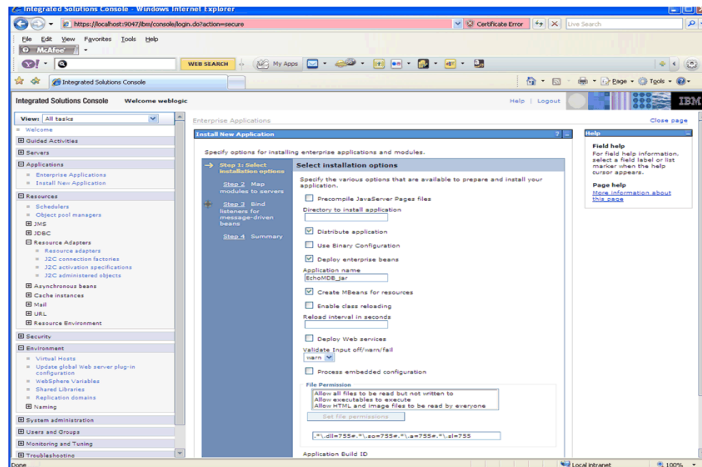 Integrated Solutions Console - Windows Internet Explorer
https://localhost:9047/ibm/console/login.do?action=secure
Certificate Error
Live Search
File Edit View Favorites Tools Help
McAfee
Y!
WEB SEARCH
My Apps
Integrated Solutions Console
Page
Tools
Integrated Solutions Console Welcome weblogic
Help | Logout
IBM
View: All tasks
Welcome
Guided Activities
Servers
Applications
Enterprise Applications
Install New Application
Resources
Schedulers
Object pool managers
JMS
JDBC
Resource Adapters
Resource adapters
J2C connection factories
J2C activation specifications
J2C administered objects
Asynchronous beans
Cache instances
Mail
URL
Resource Environment
Security
Environment
Virtual Hosts
Update global Web server plug-in
configuration
WebSphere Variables
Shared Libraries
Replication domains
Naming
System administration
Users and Groups
Monitoring and Tuning
Troubleshooting
Enterprise Applications
Close page
Install New Application
? -
Specify options for installing enterprise applications and modules.
Step 1: Select
installation options
Step 2 Map
modules to servers
Step 3 Bind
listeners for
message-driven
beans
Step 4 Summary
Select installation options
Specify the various options that are available to prepare and install your
application.
Precompile JavaServer Pages files
Directory to install application
Distribute application
Use Binary Configuration
Deploy enterprise beans
Application name
EchoMDB_jar
Create MBeans for resources
Enable class reloading
Reload interval in seconds
Deploy Web services
Validate Input off/warn/fail
warn
Process embedded configuration
File Permission
Allow all files to be read but not written to
Allow executables to execute
Allow HTML and image files to be read by everyone
Set file permissions
.*\.dll=755#.*\.so=755#.*\.a=755#.*\.sl=755
Application Build ID
Help
Field help
For field help information,
select a field label or list
marker when the help
cursor appears.
Page help
More information about
this page
Done
Local intranet
100%